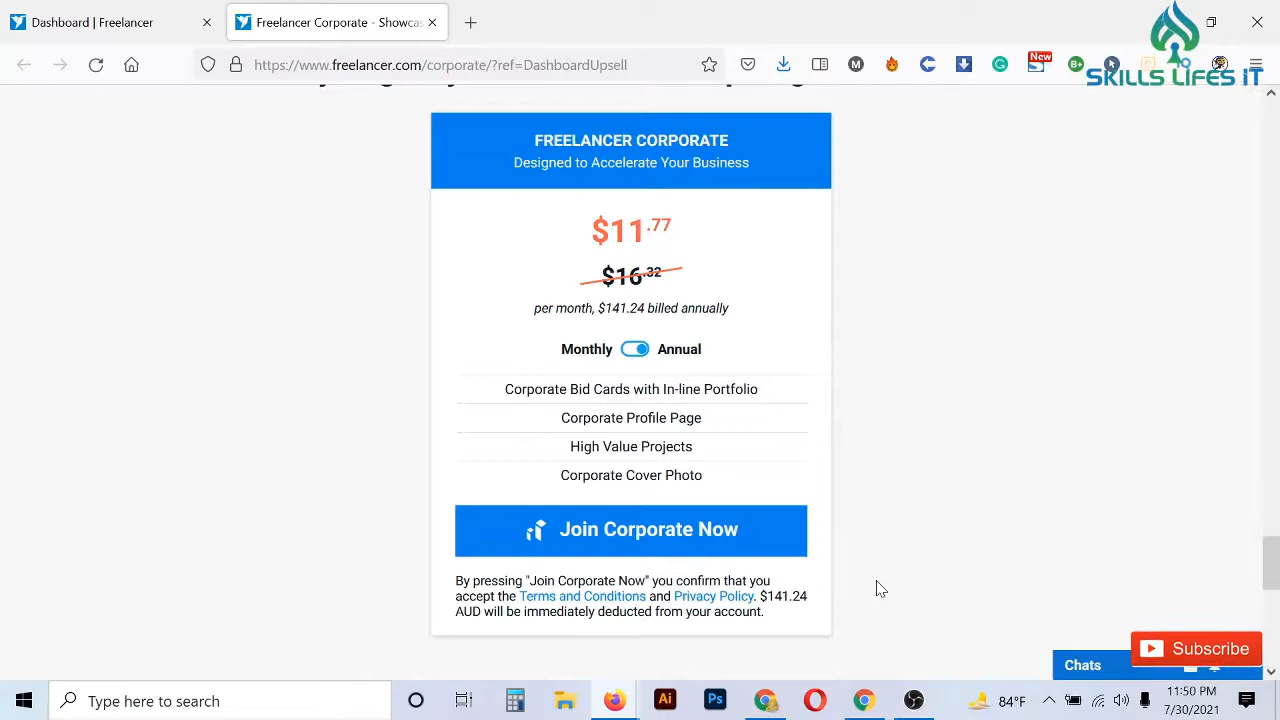 Dashboard | Freelancer
Freelancer Corporate - Showcas
https://www.freelancer.com/corporate/?ref=DashboardUpsell
New
SKILLS LIFES IT
FREELANCER CORPORATE
Designed to Accelerate Your Business
$11.77
$16.32
per month, $141.24 billed annually
Monthly Annual
Corporate Bid Cards with In-line Portfolio
Corporate Profile Page
High Value Projects
Corporate Cover Photo
Join Corporate Now
By pressing "Join Corporate Now" you confirm that you
accept the Terms and Conditions and Privacy Policy. $141.24
AUD will be immediately deducted from your account.
Subscribe
Chats
Type here to search
Ai
Ps
84°F
11:50 PM
7/30/2021